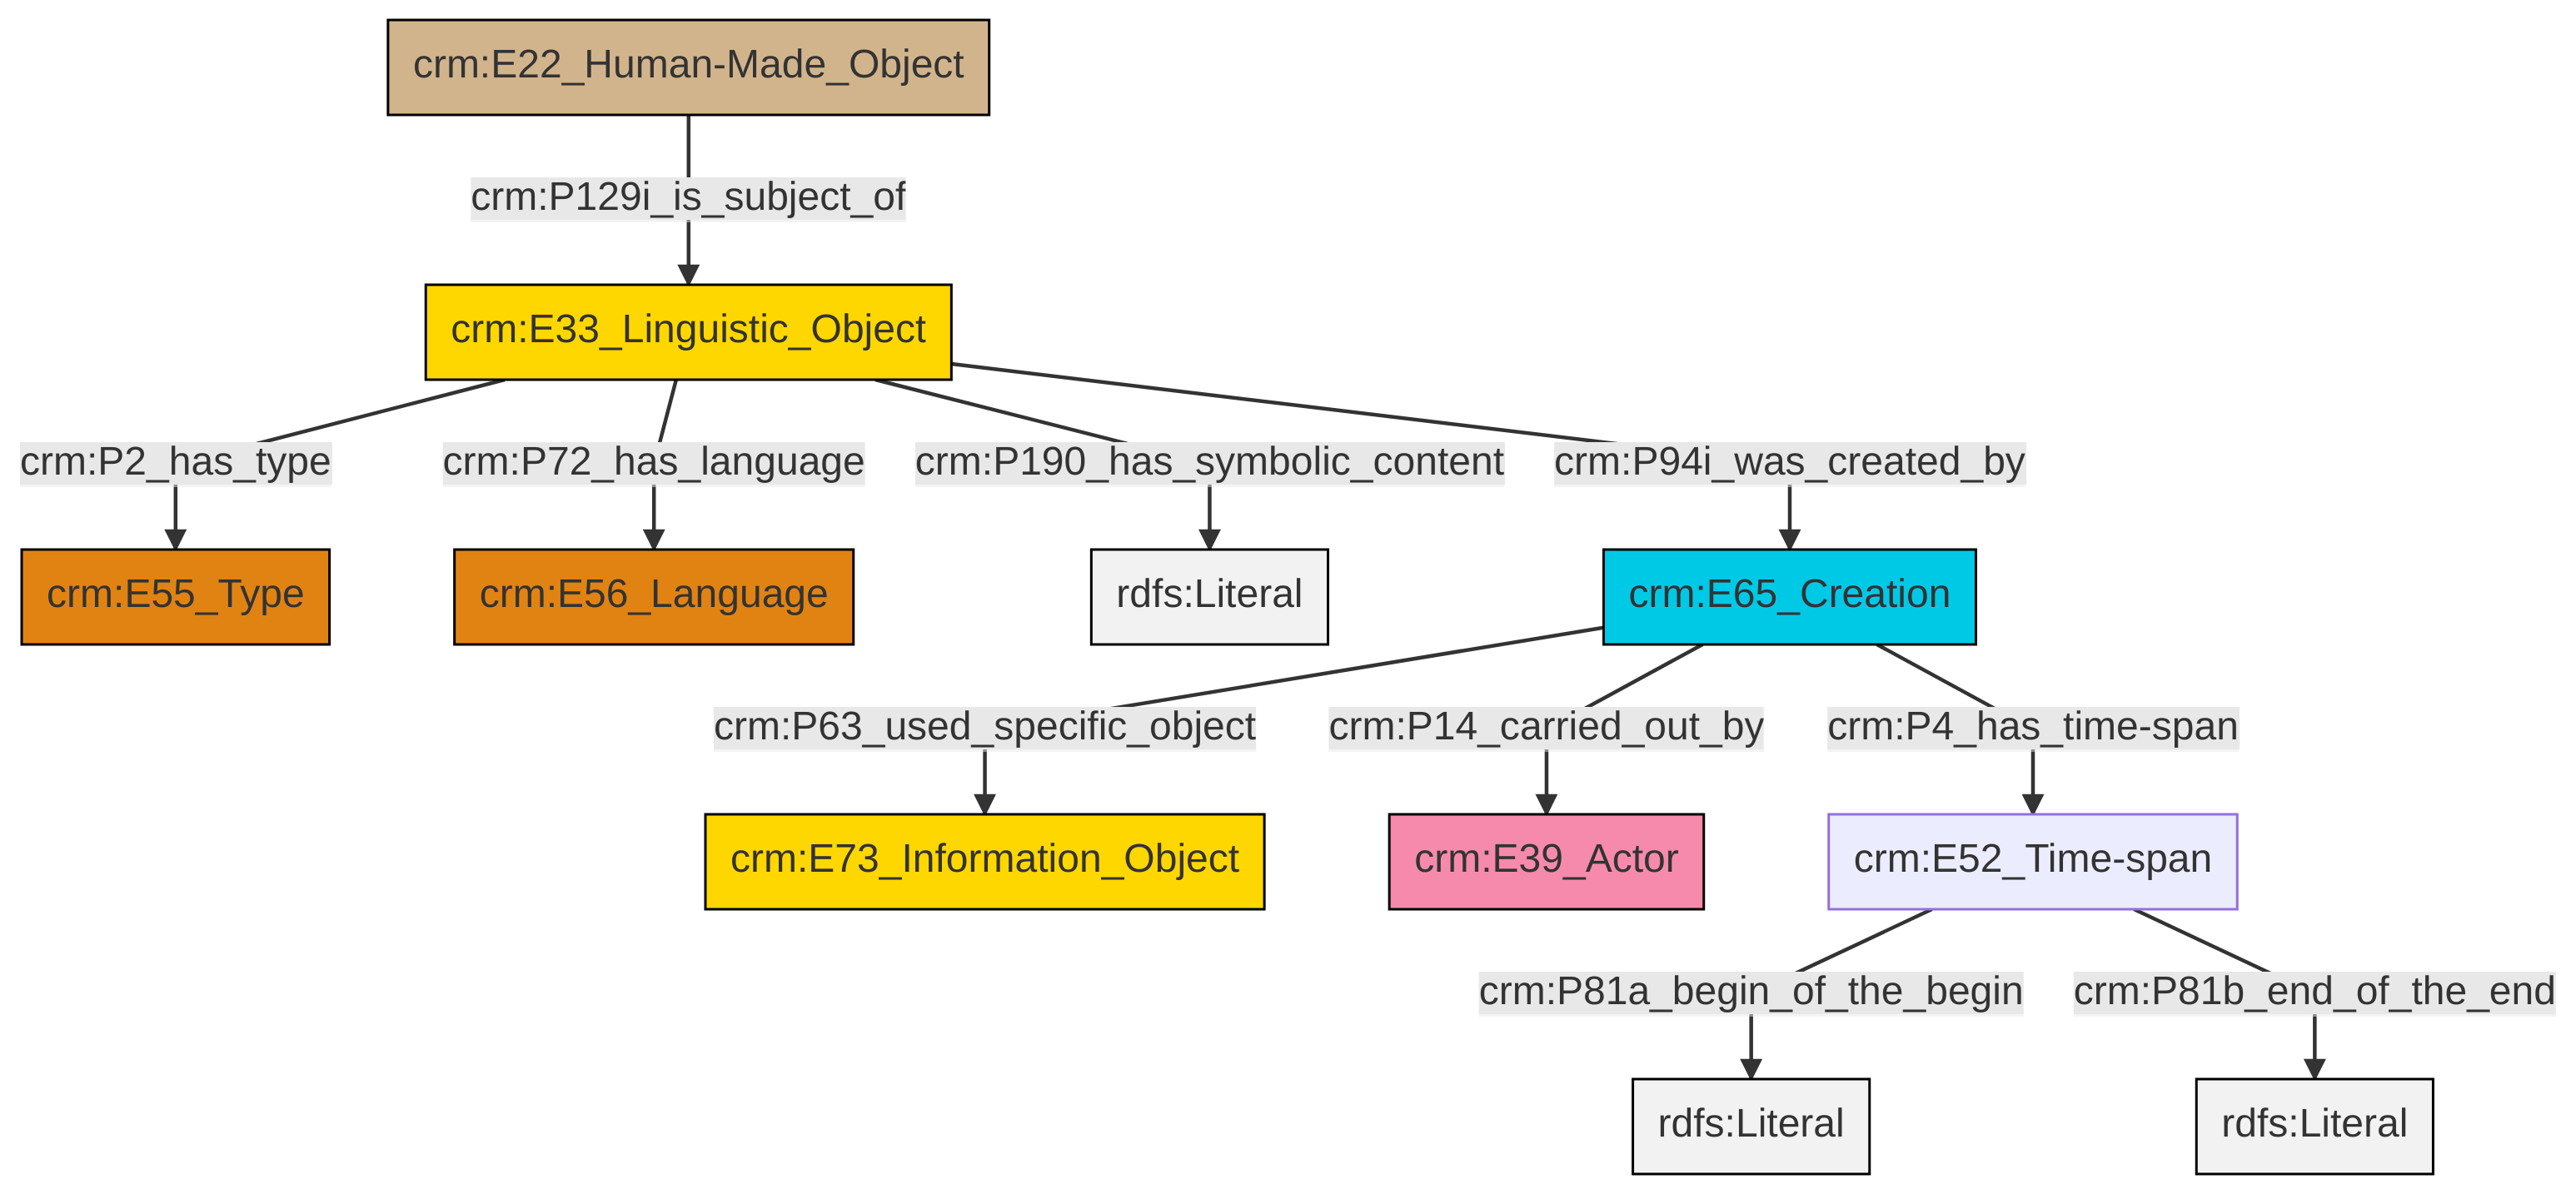 crm:E22_Human-Made_Object
crm:P129i_is_subject_of
crm:E33_Linguistic_Object
crm:P2_has_type
crm:P72_has_language
crm:P190_has_symbolic_content
crm:P94i_was_created_by
crm:E55_Type
crm:E56_Language
rdfs:Literal
crm:E65_Creation
crm:P63_used_specific_object
crm:P14_carried_out_by
crm:P4_has_time-span
crm:E73_Information_Object
crm:E39_Actor
crm:E52_Time-span
crm:P81a_begin_of_the_begin
crm:P81b_end_of_the_end
rdfs:Literal
rdfs:Literal